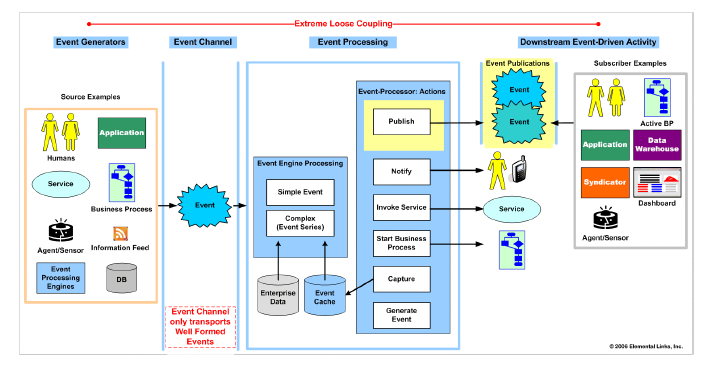 Extreme Loose Coupling
Event Generators
Event Channel
Event Processing
Downstream Event-Driven Activity
Source Examples
Humans
Application
Service
Business Process
Agent/Sensor
Information Feed
Event
Processing
Engines
DB
Event
Event Channel
only transports
Well Formed
Events
Event Engine Processing
Simple Event
Complex
(Event Series)
Enterprise
Data
Event
Cache
Event-Processor: Actions
Publish
Notify
Invoke Service
Start Business
Process
Capture
Generate
Event
Event Publications
Event
Event
Service
Subscriber Examples
Active BP
Application
Data
Warehouse
Syndicator
Dashboard
Agent/Sensor
© 2006 Elemental Links, Inc.